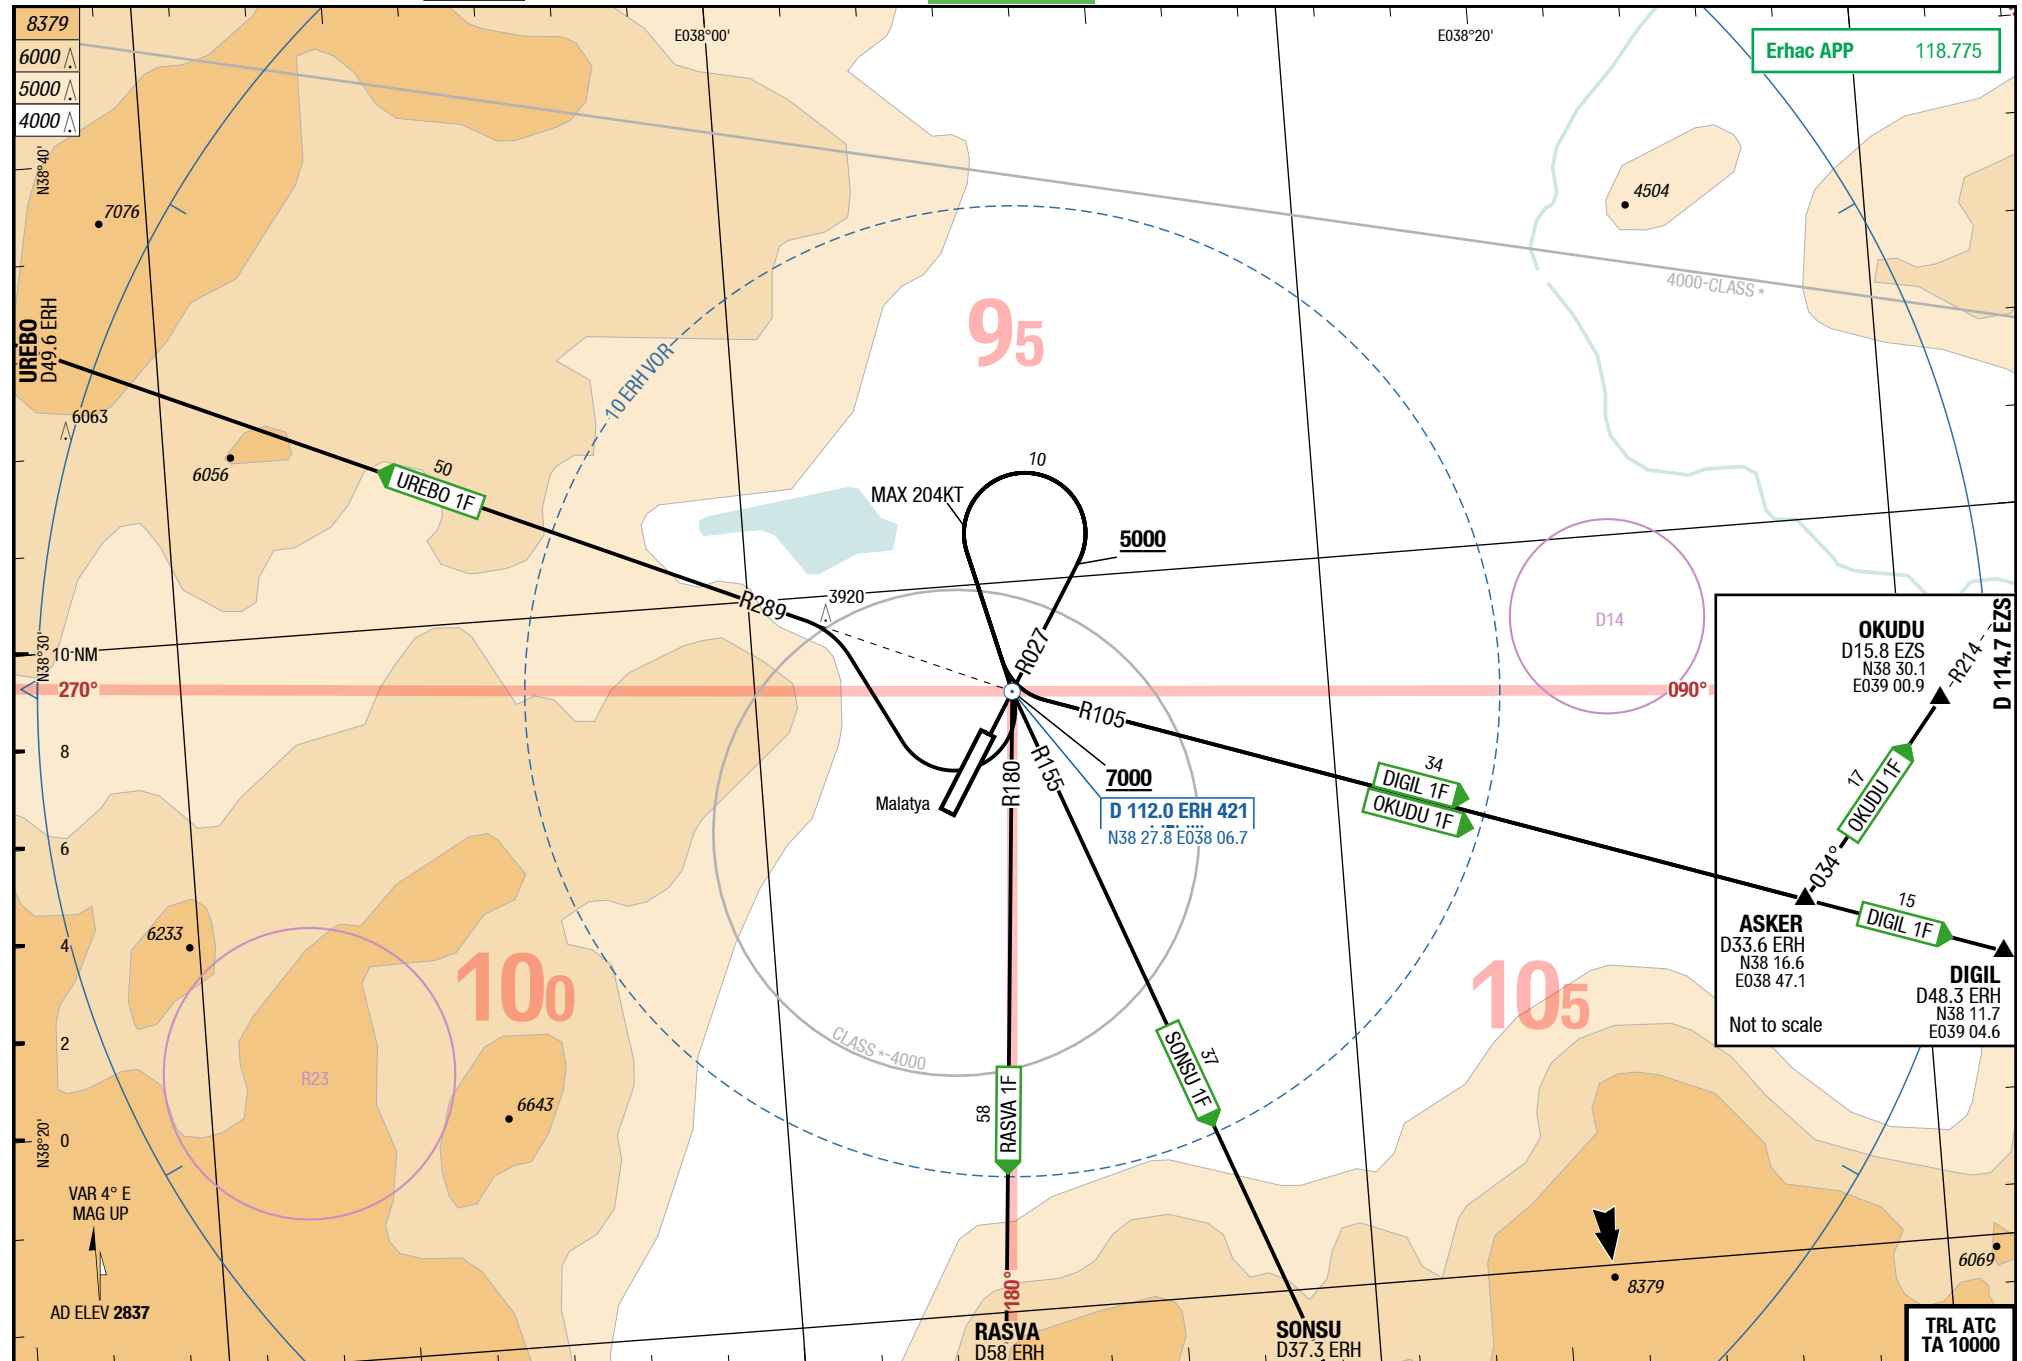 8379
6000
5000
4000
E038°00'
E038°20'
Erhac APP 118.775
N38°40'
7076
4504
4000-CLASS *
95
UREBO
D49.6 ERH
10 ERH VOR
6063
6056
50
UREBO 1F
10
MAX 204KT
5000
R289
3920
R027
D14
N38°30'
10 NM
270°
090°
R105
8
6
4
2
0
Malatya
R180
R155
7000
D 112.0 ERH 421
N38 27.8 E038 06.7
34
DIGIL 1F
OKUDU 1F
OKUDU
D15.8 EZS
N38 30.1
E039 00.9
R214
D 114.7 EZS
17
OKUDU 1F
034°
15
DIGIL 1F
ASKER
D33.6 ERH
N38 16.6
E038 47.1
DIGIL
D48.3 ERH
N38 11.7
E039 04.6
Not to scale
6233
100
105
CLASS *-4000
R23
6643
58
RASVA 1F
37
SONSU 1F
N38°20'
VAR 4° E
MAG UP
AD ELEV 2837
180°
RASVA
D58 ERH
SONSU
D37.3 ERH
8379
6069
TRL ATC
TA 10000